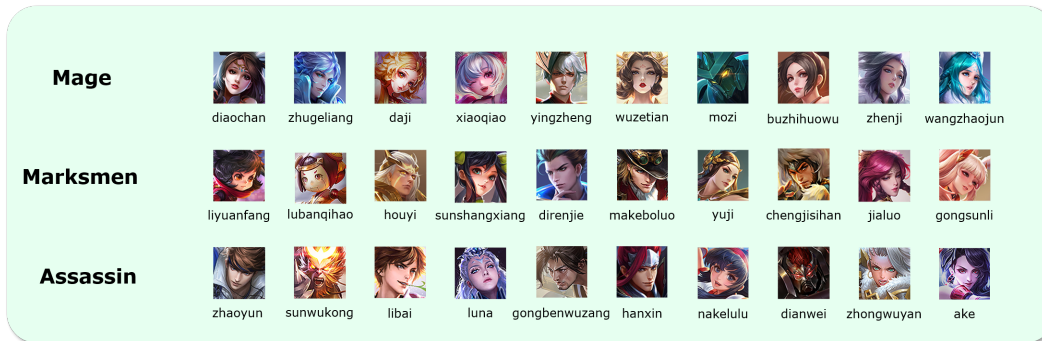 Mage
diaochan zhugeliang daji xiaoqiao yingzheng wuzetian mozi buzhihuowu zhenji wangzhaojun
Marksmen
liyuanfang lubanqihao houyi sunshangxiang direnjie makeboluo yuji chengjisihan jialuo gongsunli
Assassin
zhaoyun sunwukong libai luna gongbenwuzang hanxin nakelulu dianwei zhongwuyan ake